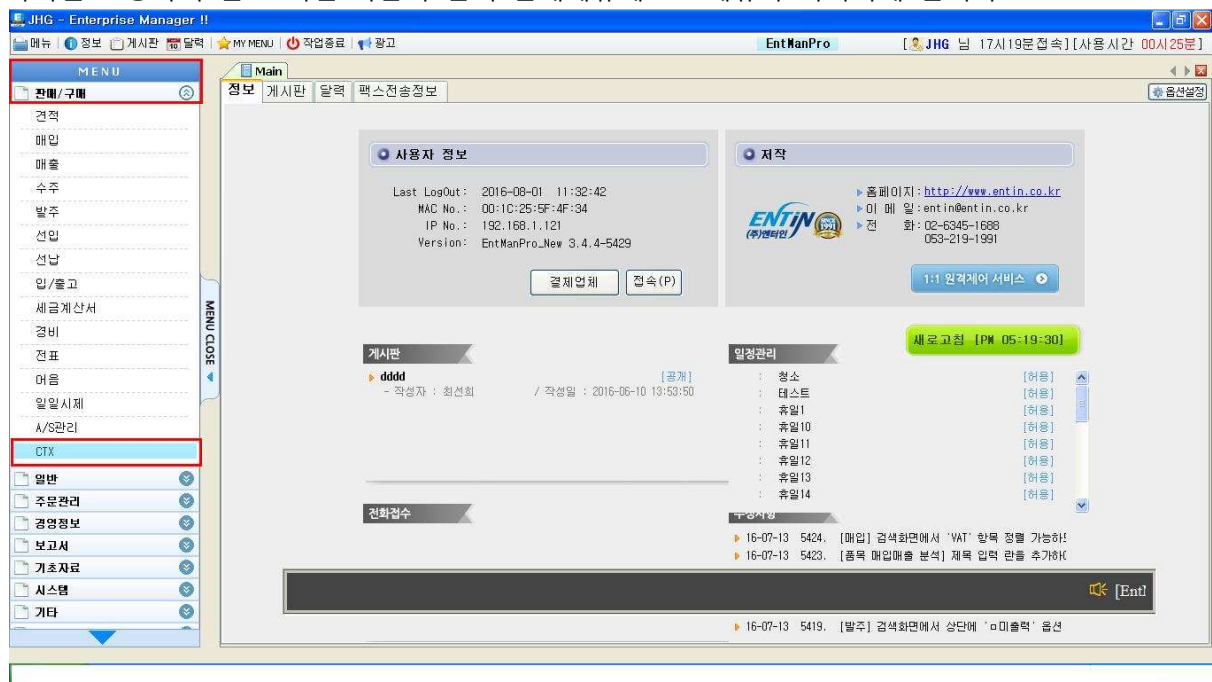 JHG - Enterprise Manager !!
메뉴 정보 게시판 달력 MY MENU 작업종료 광고 EntManPro [JHG 님 17시19분접속][사용시간 00시25분]
MENU
판매/구매
견적
매입
매출
수주
발주
선입
선납
입/출고
세금계산서
경비
전표
어음
일일시제
A/S관리
CTX
일반
주문관리
경영정보
보고서
기초자료
시스템
기타
MENU CLOSE
Main
정보 게시판 달력 팩스전송정보 옵션설정
사용자 정보
Last LogOut: 2016-08-01 11:32:42
MAC No.: 00:1C:25:5F:4F:34
IP No.: 192.168.1.121
Version: EntManPro_New 3.4.4-5429
결제업체 접속(P)
저작
ENTIN
(주)엔터인
홈페이지: http://www.entin.co.kr
이 메 일: entin@entin.co.kr
전 화: 02-6345-1688
053-219-1991
1:1 원격제어 서비스
새로고침 [PM 05:19:30]
게시판
dddd [공개]
- 작성자 : 최선희 / 작성일 : 2016-06-10 13:53:50
일정관리
: 청소 [허용]
: 테스트 [허용]
: 휴일1 [허용]
: 휴일10 [허용]
: 휴일11 [허용]
: 휴일12 [허용]
: 휴일13 [허용]
: 휴일14 [허용]
전화접수
수정사항
16-07-13 5424. [매입] 검색화면에서 'VAT' 항목 정렬 가능하
16-07-13 5423. [품목 매입매출 분석] 제목 입력 란을 추가하
[Ent
16-07-13 5419. [발주] 검색화면에서 상단에 'ㅁ미출력' 옵션